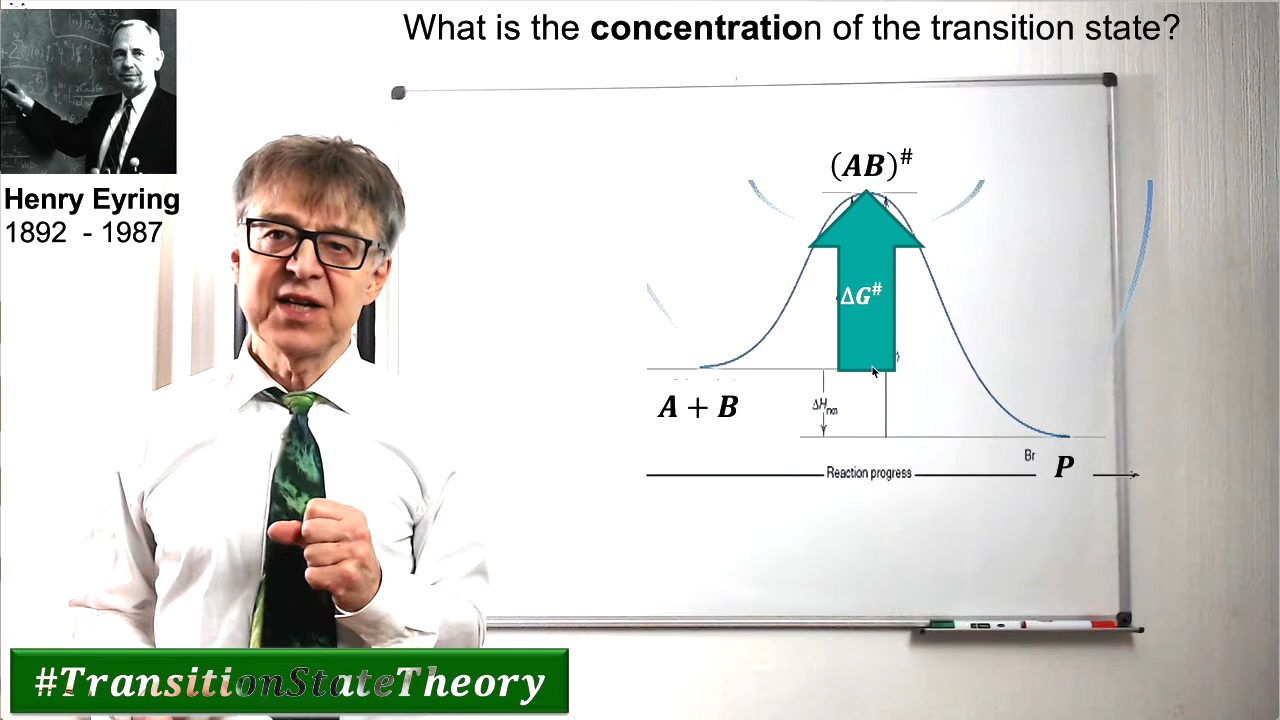 What is the concentration of the transition state?
Henry Eyring
1892 - 1987
(AB)#
ΔG#
A + B
ΔHrxn
Br
P
Reaction progress
#TransitionStateTheory